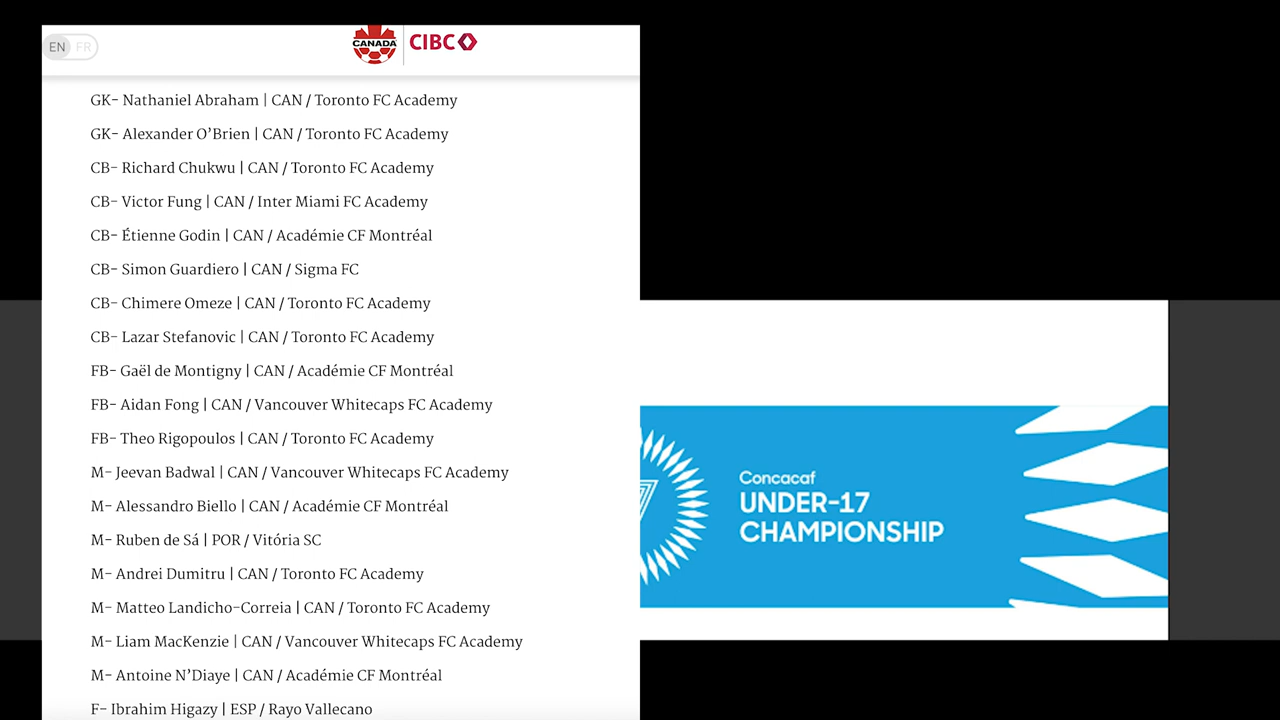 EN FR
CANADA CIBC
GK- Nathaniel Abraham | CAN / Toronto FC Academy
GK- Alexander O’Brien | CAN / Toronto FC Academy
CB- Richard Chukwu | CAN / Toronto FC Academy
CB- Victor Fung | CAN / Inter Miami FC Academy
CB- Étienne Godin | CAN / Académie CF Montréal
CB- Simon Guardiero | CAN / Sigma FC
CB- Chimere Omeze | CAN / Toronto FC Academy
CB- Lazar Stefanovic | CAN / Toronto FC Academy
FB- Gaël de Montigny | CAN / Académie CF Montréal
FB- Aidan Fong | CAN / Vancouver Whitecaps FC Academy
FB- Theo Rigopoulos | CAN / Toronto FC Academy
M- Jeevan Badwal | CAN / Vancouver Whitecaps FC Academy
M- Alessandro Biello | CAN / Académie CF Montréal
M- Ruben de Sá | POR / Vitória SC
M- Andrei Dumitru | CAN / Toronto FC Academy
M- Matteo Landicho-Correia | CAN / Toronto FC Academy
M- Liam MacKenzie | CAN / Vancouver Whitecaps FC Academy
M- Antoine N’Diaye | CAN / Académie CF Montréal
F- Ibrahim Higazy | ESP / Rayo Vallecano
Concacaf
UNDER-17
CHAMPIONSHIP